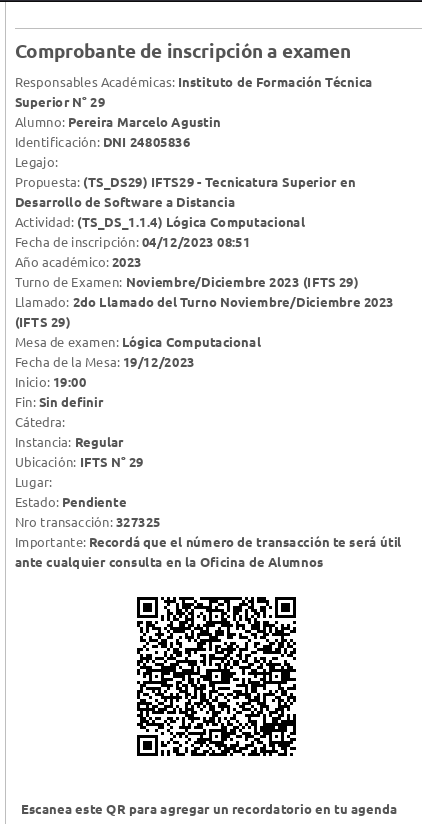 Comprobante de inscripción a examen
Responsables Académicas: Instituto de Formación Técnica
Superior N° 29
Alumno: Pereira Marcelo Agustin
Identificación: DNI 24805836
Legajo:
Propuesta: (TS_DS29) IFTS29 - Tecnicatura Superior en
Desarrollo de Software a Distancia
Actividad: (TS_DS_1.1.4) Lógica Computacional
Fecha de inscripción: 04/12/2023 08:51
Año académico: 2023
Turno de Examen: Noviembre/Diciembre 2023 (IFTS 29)
Llamado: 2do Llamado del Turno Noviembre/Diciembre 2023
(IFTS 29)
Mesa de examen: Lógica Computacional
Fecha de la Mesa: 19/12/2023
Inicio: 19:00
Fin: Sin definir
Cátedra:
Instancia: Regular
Ubicación: IFTS N° 29
Lugar:
Estado: Pendiente
Nro transacción: 327325
Importante: Recordá que el número de transacción te será útil
ante cualquier consulta en la Oficina de Alumnos
Escanea este QR para agregar un recordatorio en tu agenda